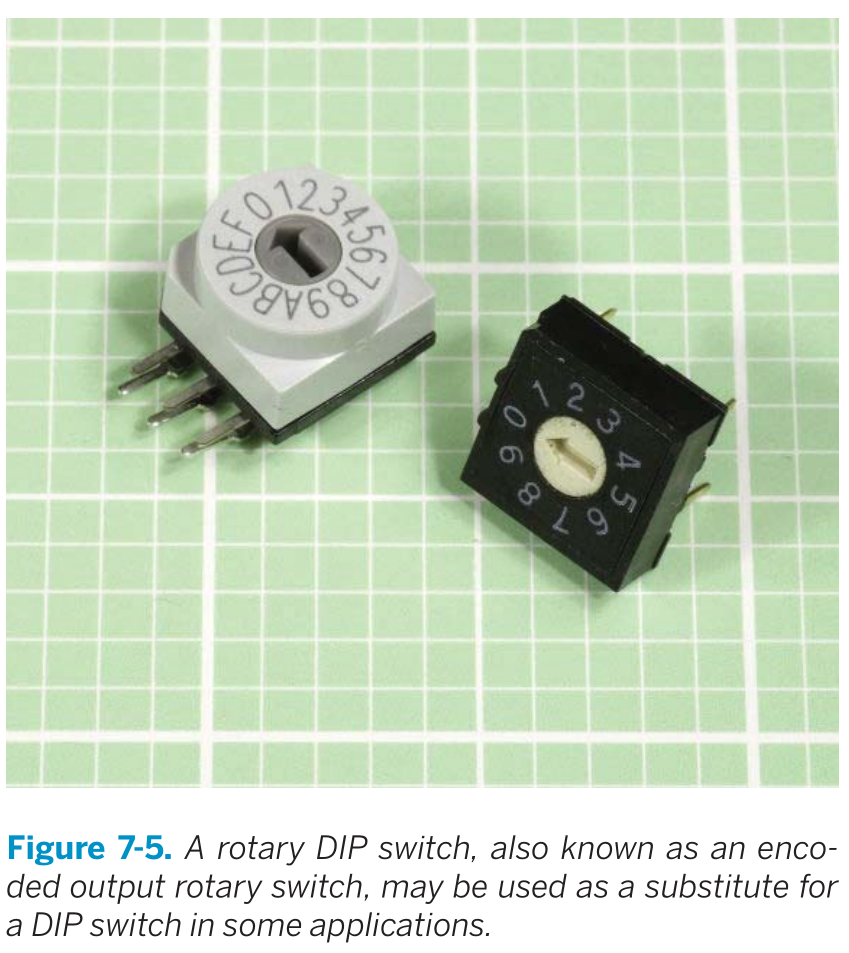 0123456789ABCDEF
0123456789
Figure 7-5. A rotary DIP switch, also known as an enco-
ded output rotary switch, may be used as a substitute for
a DIP switch in some applications.